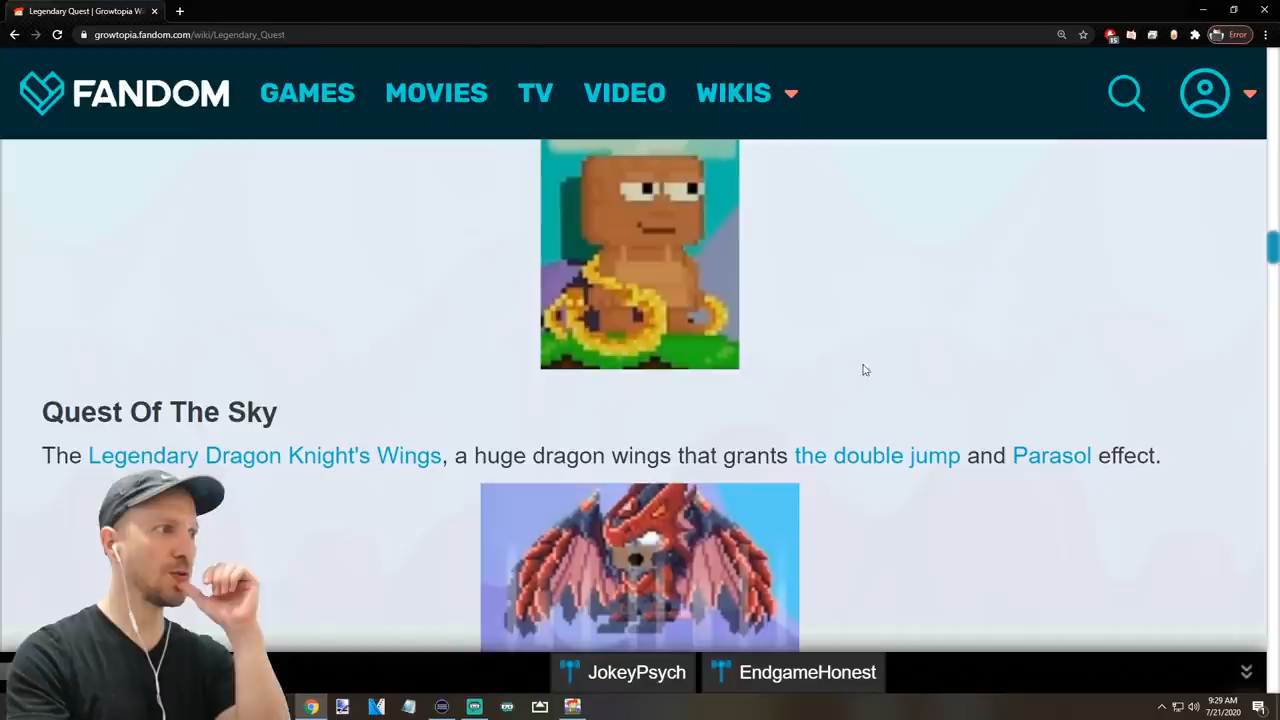 Legendary Quest | Growtopia W
growtopia.fandom.com/wiki/Legendary_Quest
15
Error
FANDOM
GAMES
MOVIES
TV
VIDEO
WIKIS
Quest Of The Sky
The Legendary Dragon Knight's Wings, a huge dragon wings that grants the double jump and Parasol effect.
JokeyPsych
EndgameHonest
9:29 AM
7/21/2020